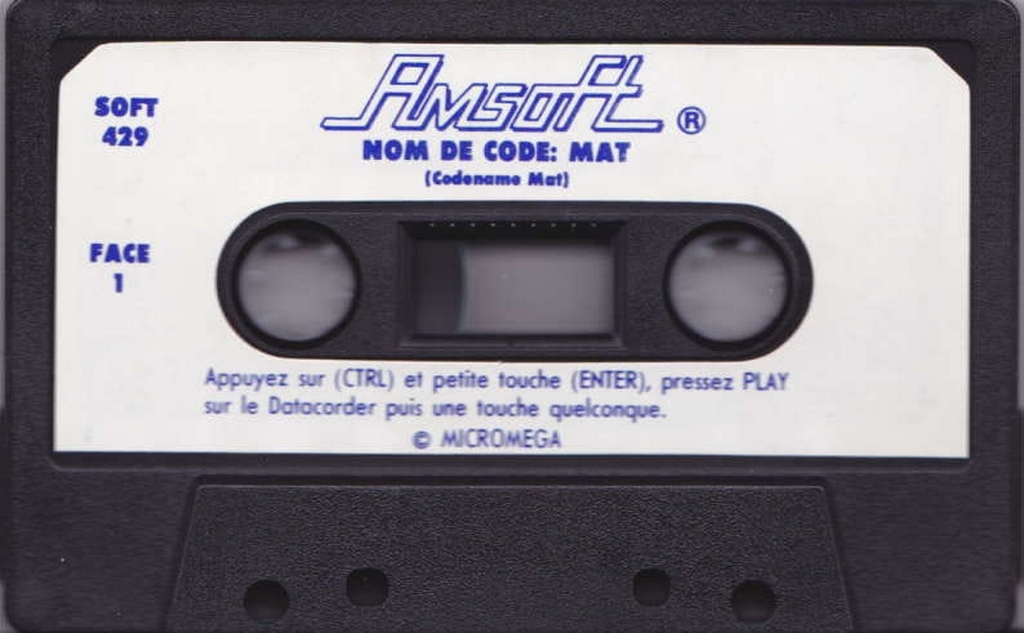 Amsoft ®
SOFT
429
NOM DE CODE: MAT
(Codename Mat)
FACE
1
Appuyez sur (CTRL) et petite touche (ENTER), pressez PLAY
sur le Datacorder puis une touche quelconque.
© MICROMEGA